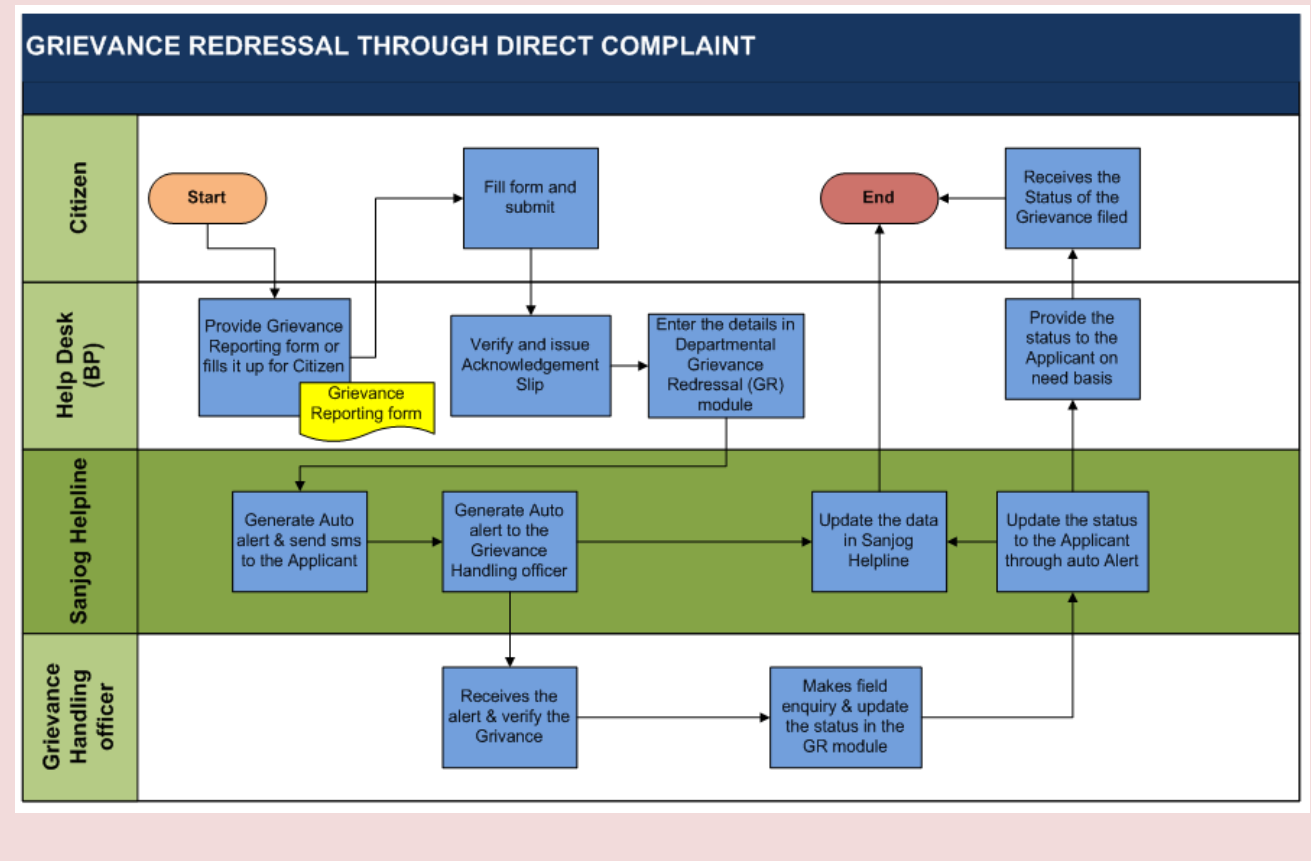 GRIEVANCE REDRESSAL THROUGH DIRECT COMPLAINT
Citizen
Start
Fill form and
submit
End
Receives the
Status of the
Grievance filed
Help Desk
(BP)
Provide Grievance
Reporting form or
fills it up for Citizen
Grievance
Reporting form
Verify and issue
Acknowledgement
Slip
Enter the details in
Departmental
Grievance
Redressal (GR)
module
Provide the
status to the
Applicant on
need basis
Sanjog Helpline
Generate Auto
alert & send sms
to the Applicant
Generate Auto
alert to the
Grievance
Handling officer
Update the data
in Sanjog
Helpline
Update the status
to the Applicant
through auto Alert
Grievance
Handling
officer
Receives the
alert & verify the
Grivance
Makes field
enquiry & update
the status in the
GR module